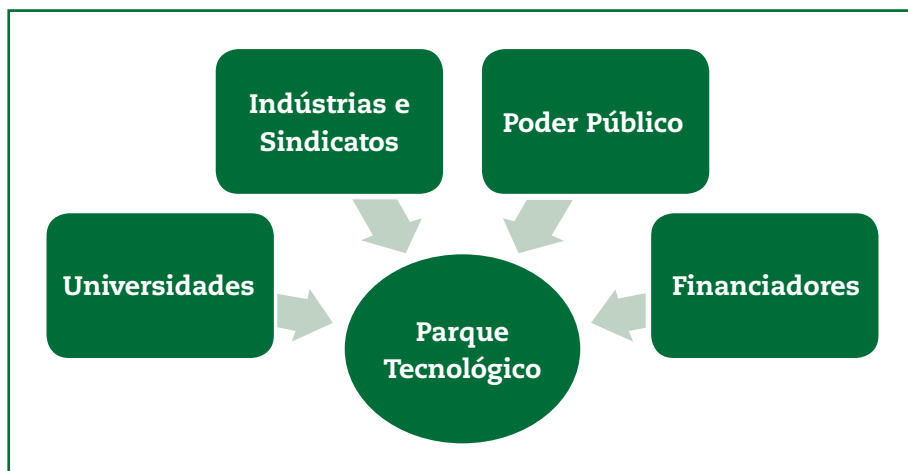 Indústrias e
Sindicatos
Poder Público
Universidades
Financiadores
Parque
Tecnológico